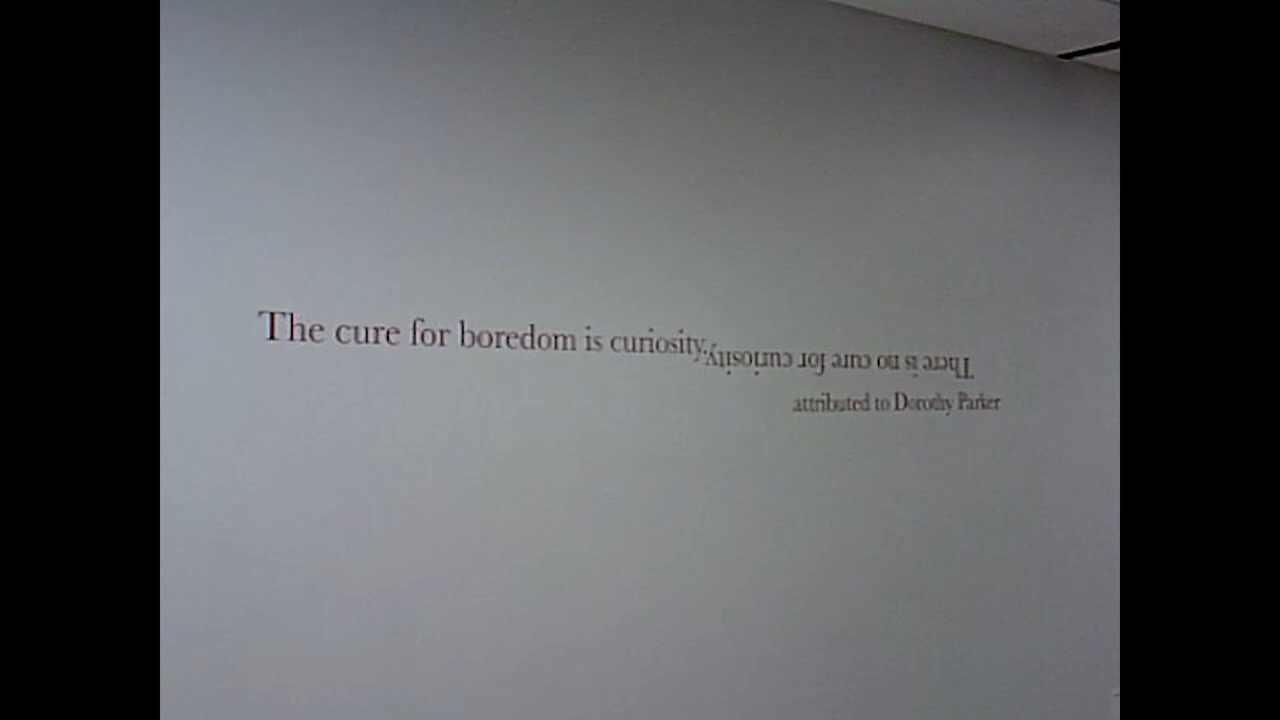 The cure for boredom is curiosity.
There is no cure for curiosity.
attributed to Dorothy Parker